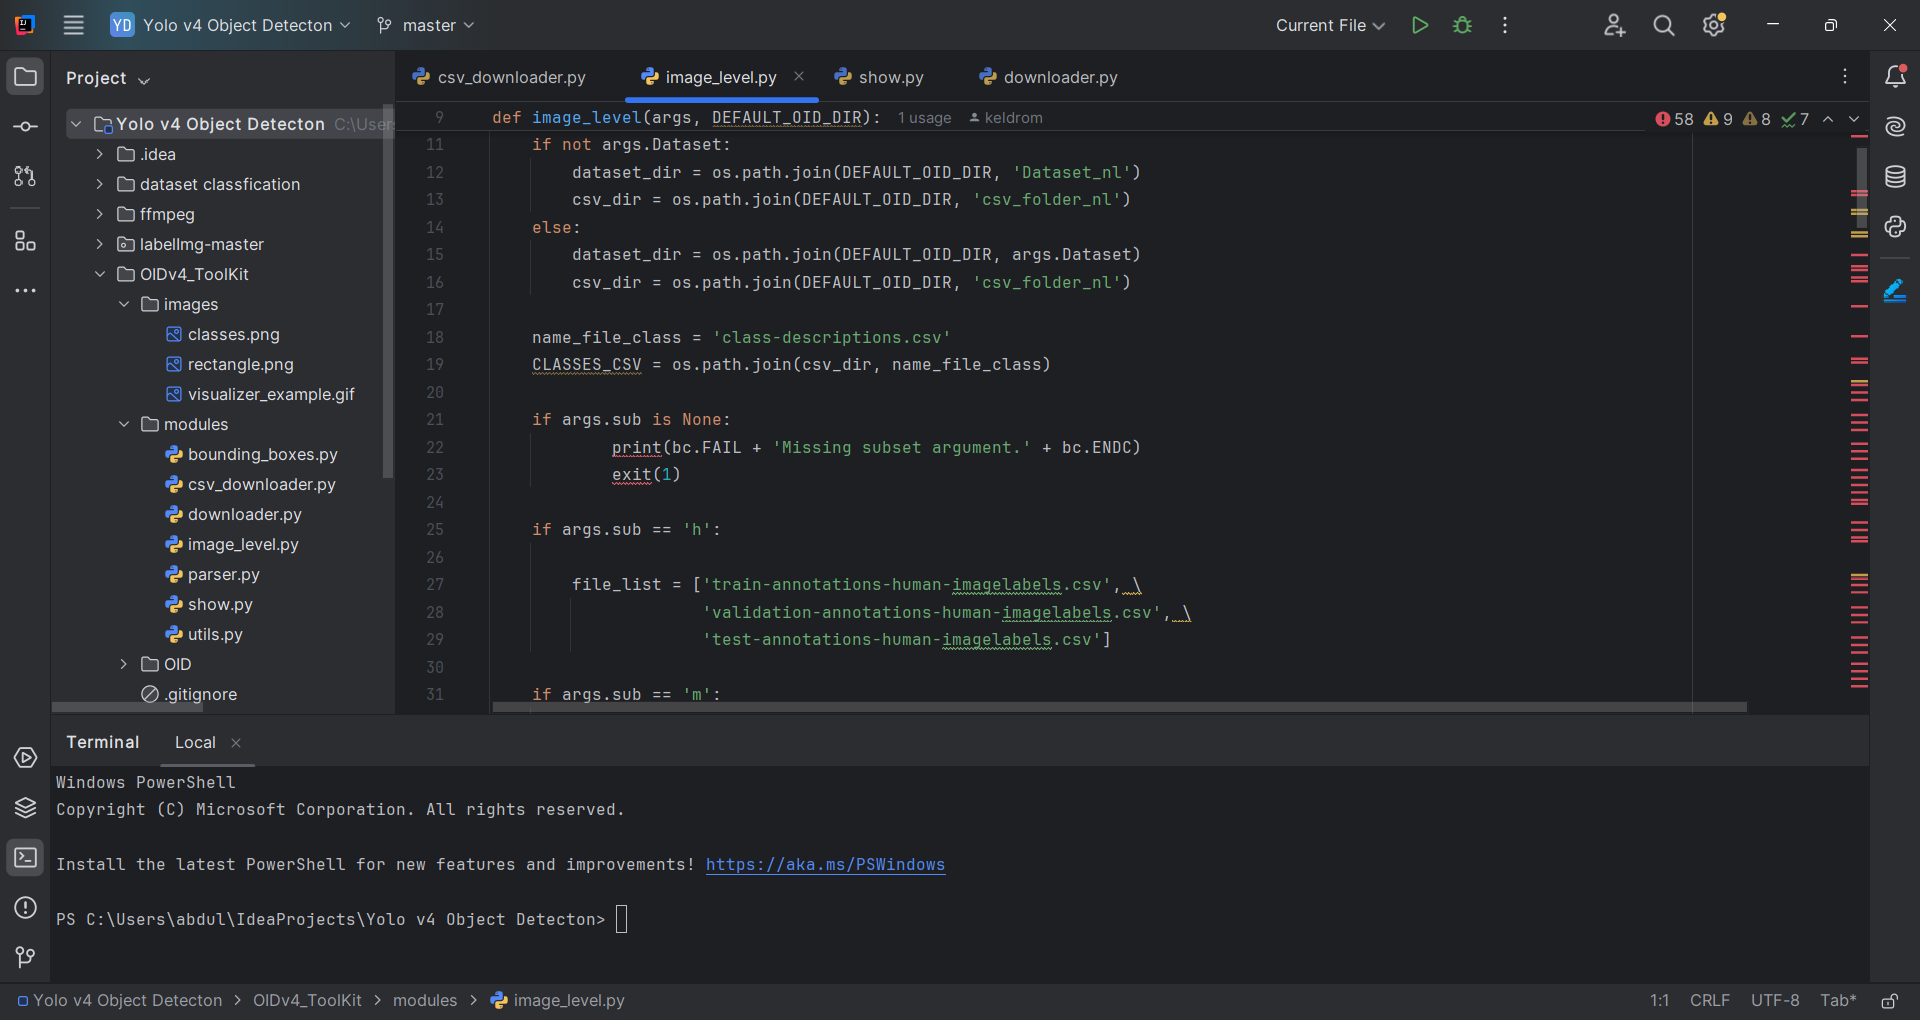 YD Yolo v4 Object Detecton master Current File
Project
csv_downloader.py image_level.py show.py downloader.py
Yolo v4 Object Detecton C:\User
.idea
dataset classfication
ffmpeg
labelImg-master
OIDv4_ToolKit
images
classes.png
rectangle.png
visualizer_example.gif
modules
bounding_boxes.py
csv_downloader.py
downloader.py
image_level.py
parser.py
show.py
utils.py
OID
.gitignore
9 def image_level(args, DEFAULT_OID_DIR): 1 usage keldrom 58 9 8 7
11 if not args.Dataset:
12 dataset_dir = os.path.join(DEFAULT_OID_DIR, 'Dataset_nl')
13 csv_dir = os.path.join(DEFAULT_OID_DIR, 'csv_folder_nl')
14 else:
15 dataset_dir = os.path.join(DEFAULT_OID_DIR, args.Dataset)
16 csv_dir = os.path.join(DEFAULT_OID_DIR, 'csv_folder_nl')
17
18 name_file_class = 'class-descriptions.csv'
19 CLASSES_CSV = os.path.join(csv_dir, name_file_class)
20
21 if args.sub is None:
22 print(bc.FAIL + 'Missing subset argument.' + bc.ENDC)
23 exit(1)
24
25 if args.sub == 'h':
26
27 file_list = ['train-annotations-human-imagelabels.csv', \
28 'validation-annotations-human-imagelabels.csv', \
29 'test-annotations-human-imagelabels.csv']
30
31 if args.sub == 'm':
Terminal Local
Windows PowerShell
Copyright (C) Microsoft Corporation. All rights reserved.
Install the latest PowerShell for new features and improvements! https://aka.ms/PSWindows
PS C:\Users\abdul\IdeaProjects\Yolo v4 Object Detecton>
Yolo v4 Object Detecton > OIDv4_ToolKit > modules > image_level.py 1:1 CRLF UTF-8 Tab*